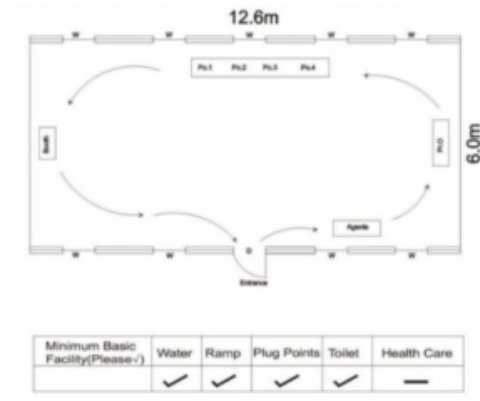 12.6m
W W W W W
Po.1 Po.2 Po.3 Po.4
Booth
Pr.O
6.0m
Agents
D
W W W W
Entrance
Minimum Basic Facility(Please√) Water Ramp Plug Points Toilet Health Care